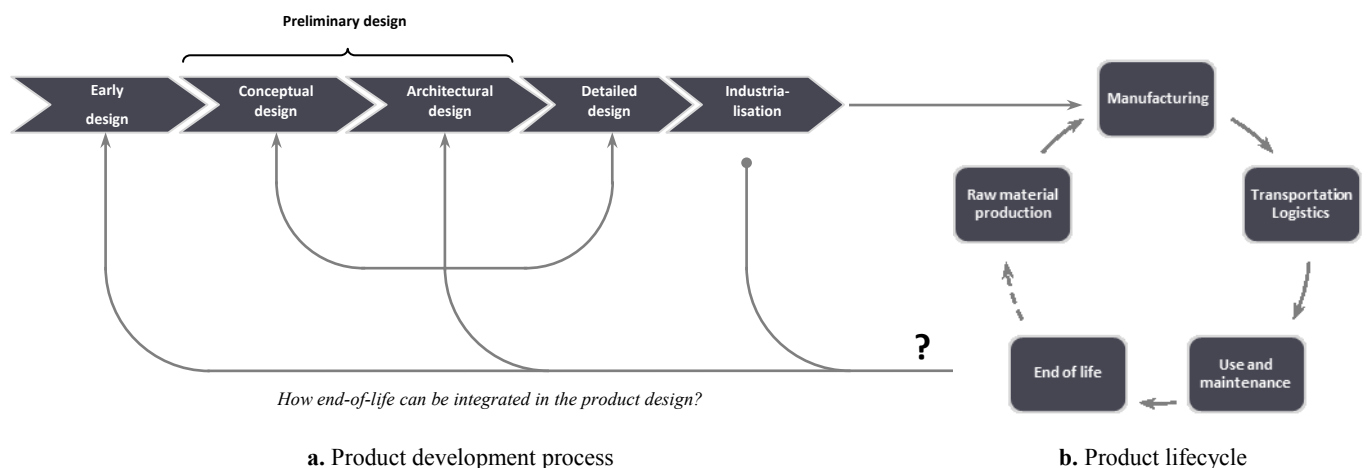 Preliminary design
Early
design
Conceptual
design
Architectural
design
Detailed
design
Industria-
lisation
Manufacturing
Raw material
production
Transportation
Logistics
?
End of life
Use and
maintenance
How end-of-life can be integrated in the product design?
a. Product development process
b. Product lifecycle